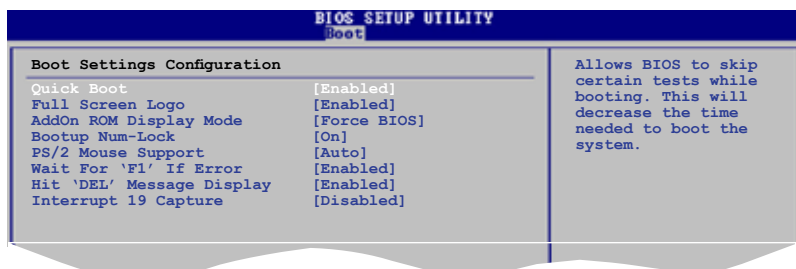 BIOS SETUP UTILITY
Boot
Boot Settings Configuration
Quick Boot [Enabled]
Full Screen Logo [Enabled]
AddOn ROM Display Mode [Force BIOS]
Bootup Num-Lock [On]
PS/2 Mouse Support [Auto]
Wait For ‘F1’ If Error [Enabled]
Hit ‘DEL’ Message Display [Enabled]
Interrupt 19 Capture [Disabled]
Allows BIOS to skip
certain tests while
booting. This will
decrease the time
needed to boot the
system.